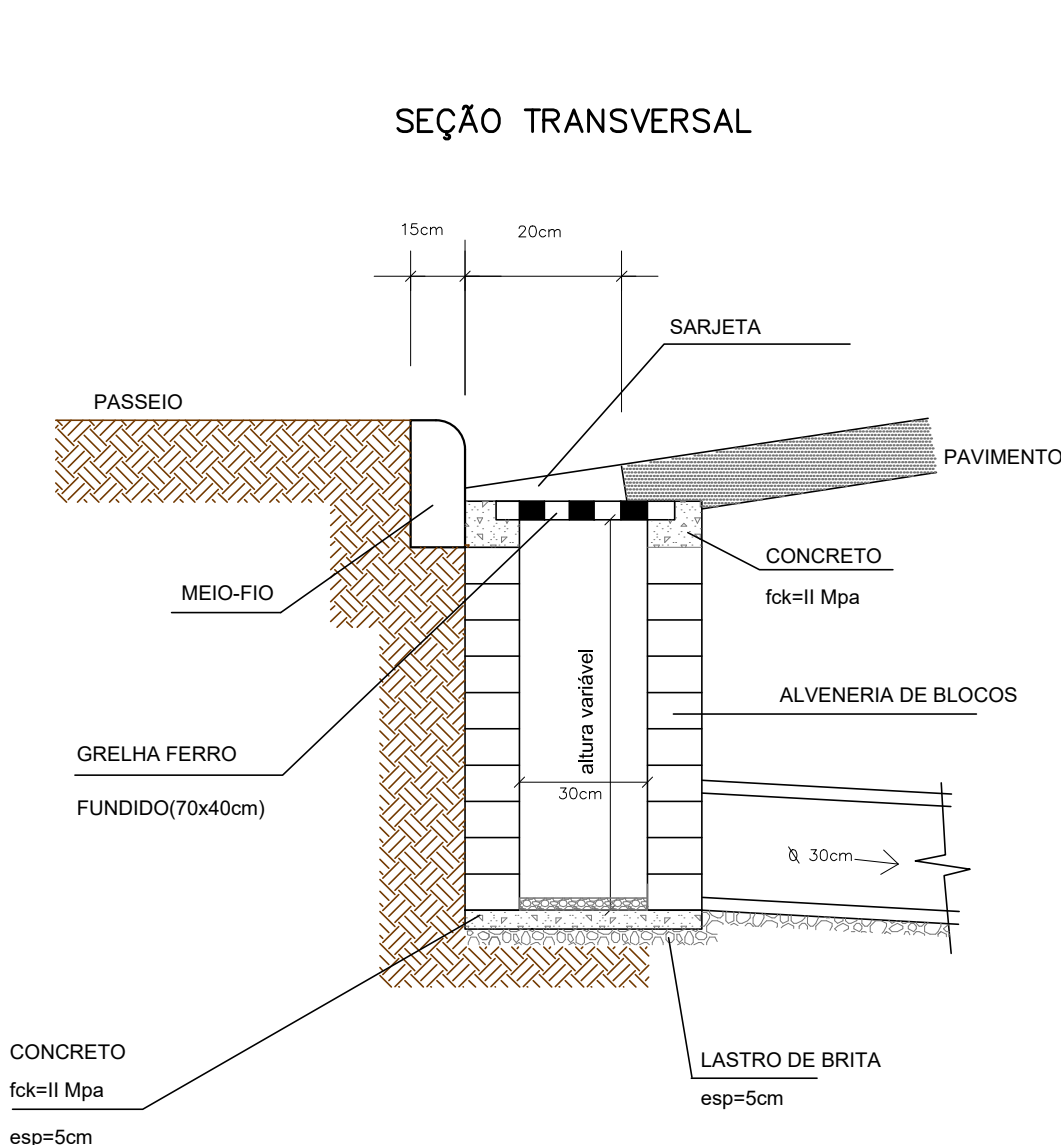 SEÇÃO TRANSVERSAL
15cm
20cm
SARJETA
PASSEIO
PAVIMENTO
CONCRETO
fck=II Mpa
MEIO-FIO
altura variável
ALVENERIA DE BLOCOS
GRELHA FERRO
FUNDIDO(70x40cm)
30cm
Ø 30cm
CONCRETO
fck=II Mpa
esp=5cm
LASTRO DE BRITA
esp=5cm